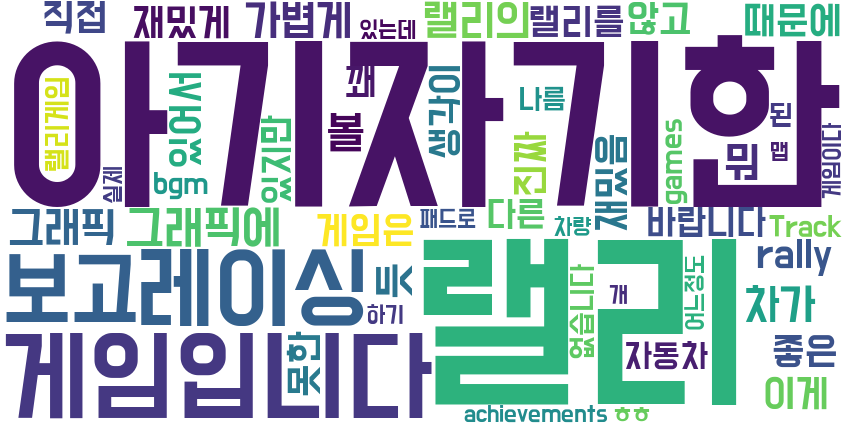 직접
재밌게
가볍게
있는데
랠리의
랠리를
않고
때문에
아기자기한
랠리게임
실제
있어서
bgm
있지만
꽤
볼
생각이
나름
진짜
재밌음
games
뭐
된
맵
게임이다
그래픽
그래픽에
게임은
패드로
다른
차량
바랍니다
Track
rally
보고
레이싱
듯
하기
랠리
없습니다
개
어느정도
차가
게임입니다
못한
자동차
좋은
이게
achievements
ㅎㅎ